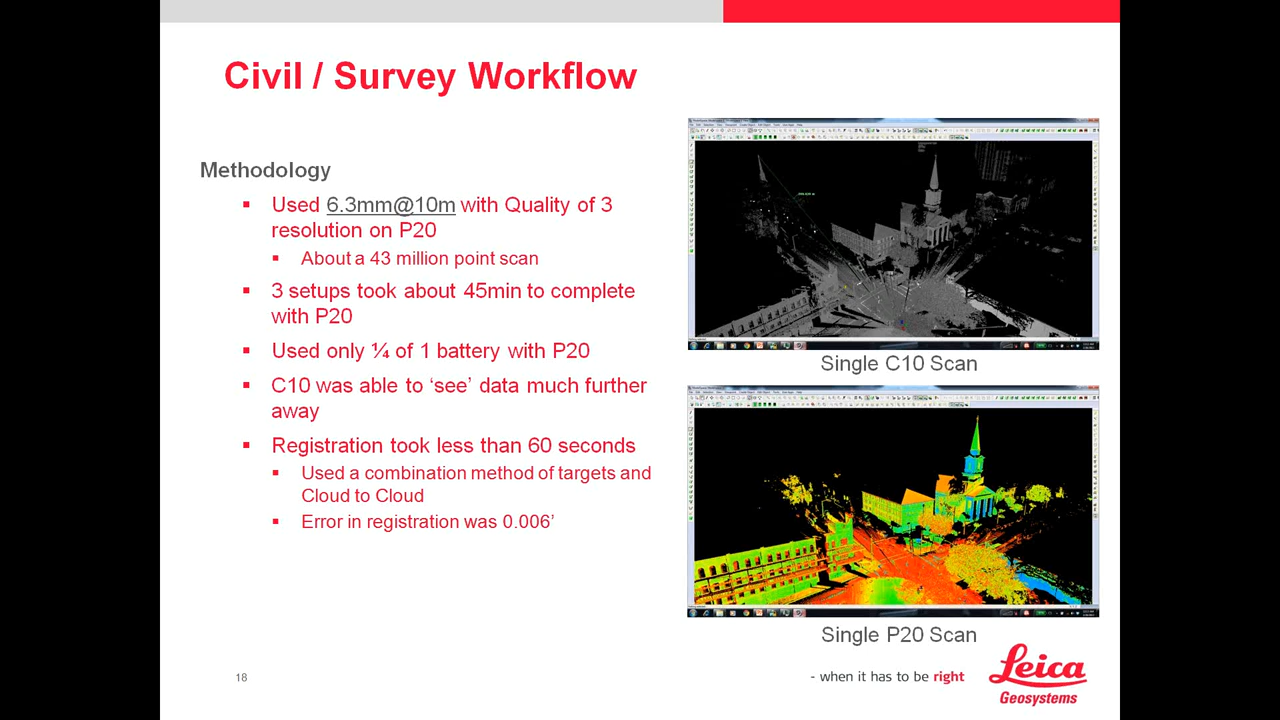 Civil / Survey Workflow
Methodology
Used 6.3mm@10m with Quality of 3
resolution on P20
About a 43 million point scan
3 setups took about 45min to complete
with P20
Used only ¼ of 1 battery with P20
C10 was able to ‘see’ data much further
away
Registration took less than 60 seconds
Used a combination method of targets and
Cloud to Cloud
Error in registration was 0.006’
Single C10 Scan
Single P20 Scan
18
- when it has to be right
Leica
Geosystems